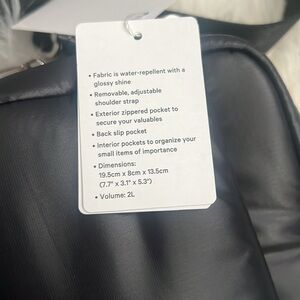 • Fabric is water-repellent with a
glossy shine
• Removable, adjustable
shoulder strap
• Exterior zippered pocket to
secure your valuables
• Back slip pocket
• Interior pockets to organize your
small items of importance
• Dimensions:
19.5cm x 8cm x 13.5cm
(7.7" x 3.1" x 5.3")
• Volume: 2L